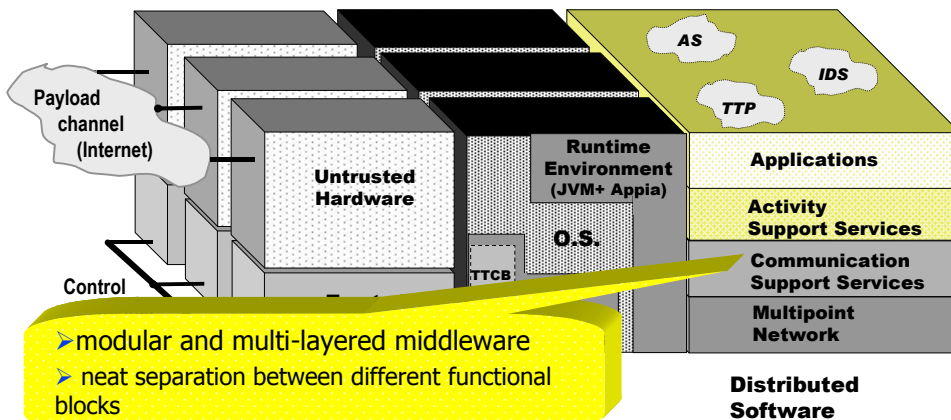 AS
IDS
TTP
Payload
channel
(Internet)
Untrusted
Hardware
Runtime
Environment
(JVM+ Appia)
O.S.
TTCB
Applications
Activity
Support Services
Communication
Support Services
Multipoint
Network
Control
➢modular and multi-layered middleware
➢ neat separation between different functional
blocks
Distributed
Software